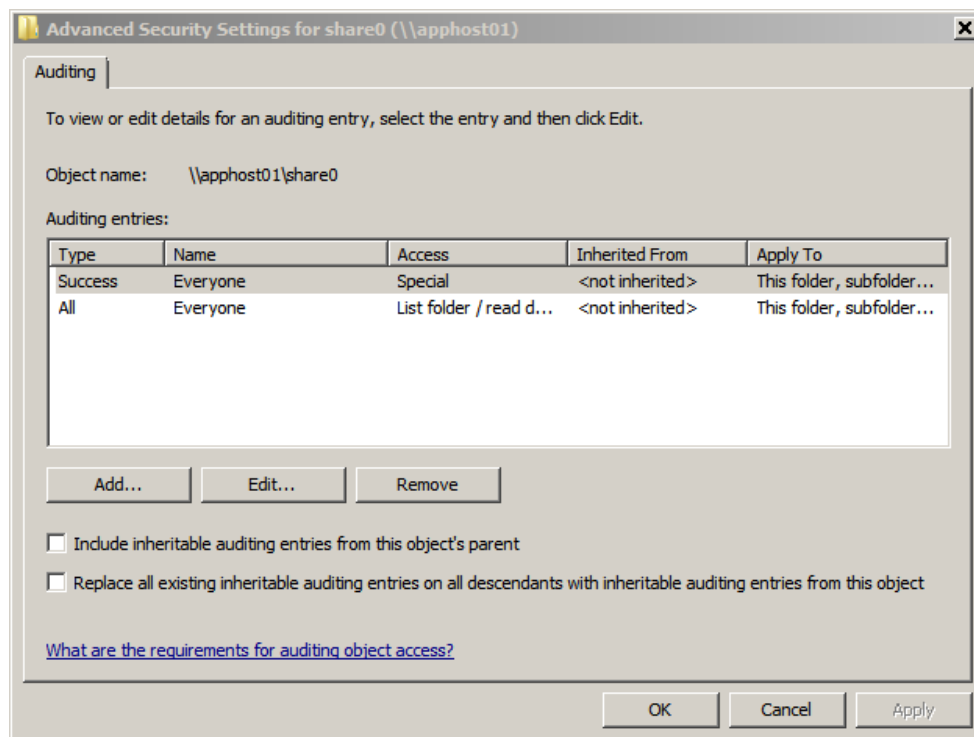 Advanced Security Settings for share0 (\\apphost01)
Auditing
To view or edit details for an auditing entry, select the entry and then click Edit.
Object name: \\apphost01\share0
Auditing entries:
Type Name Access Inherited From Apply To
Success Everyone Special <not inherited> This folder, subfolder...
All Everyone List folder / read d... <not inherited> This folder, subfolder...
Add... Edit... Remove
Include inheritable auditing entries from this object's parent
Replace all existing inheritable auditing entries on all descendants with inheritable auditing entries from this object
What are the requirements for auditing object access?
OK Cancel Apply